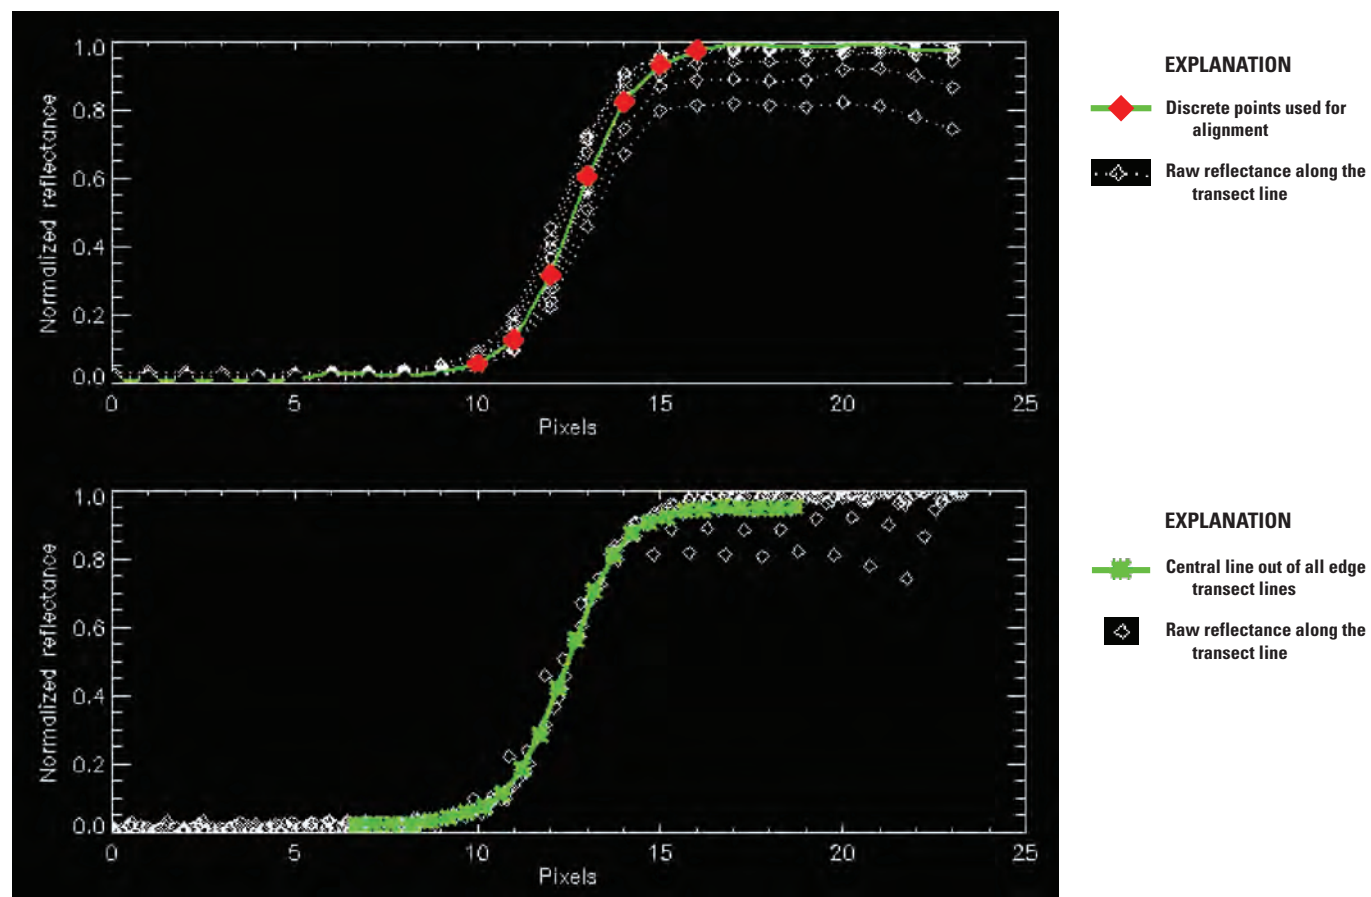 1.0
0.8
0.6
0.4
0.2
0.0
Normalized reflectance
0 5 10 15 20 25
Pixels
EXPLANATION
Discrete points used for
alignment
Raw reflectance along the
transect line
1.0
0.8
0.6
0.4
0.2
0.0
Normalized reflectance
0 5 10 15 20 25
Pixels
EXPLANATION
Central line out of all edge
transect lines
Raw reflectance along the
transect line